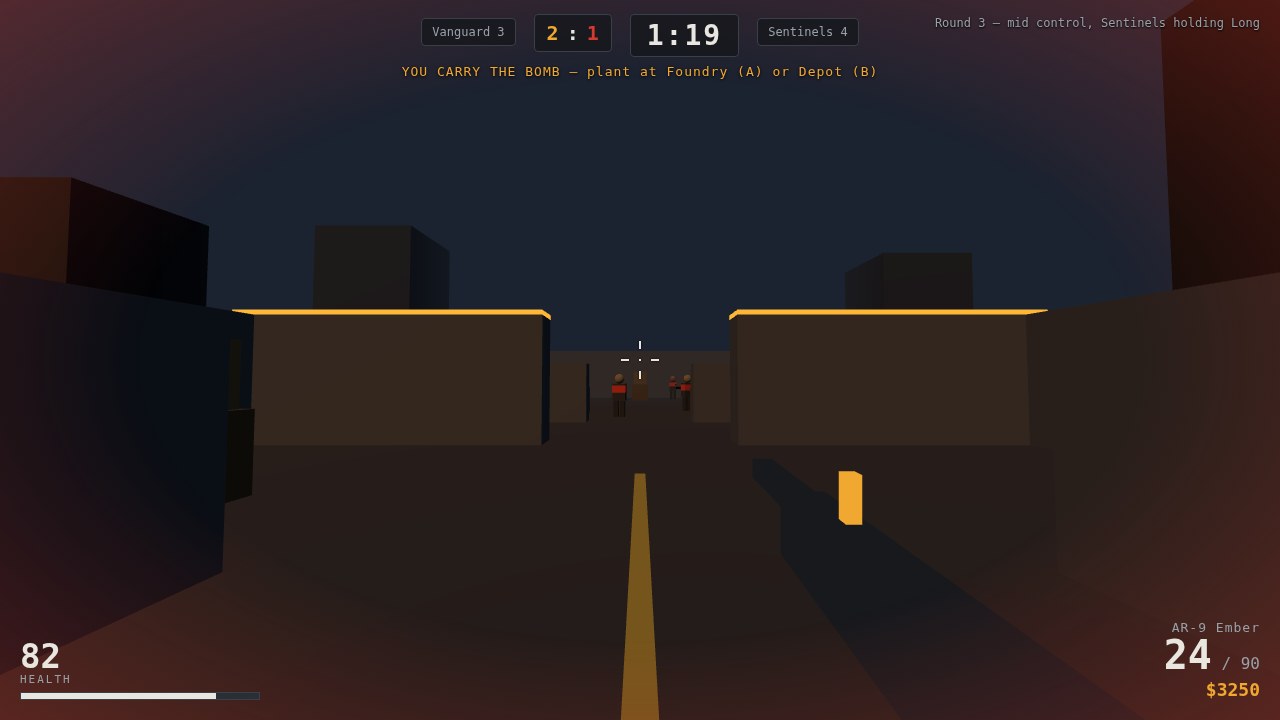 Vanguard 3
2 : 1
1:19
Sentinels 4
Round 3 — mid control, Sentinels holding Long
YOU CARRY THE BOMB — plant at Foundry (A) or Depot (B)
82
HEALTH
AR-9 Ember
24 / 90
$3250